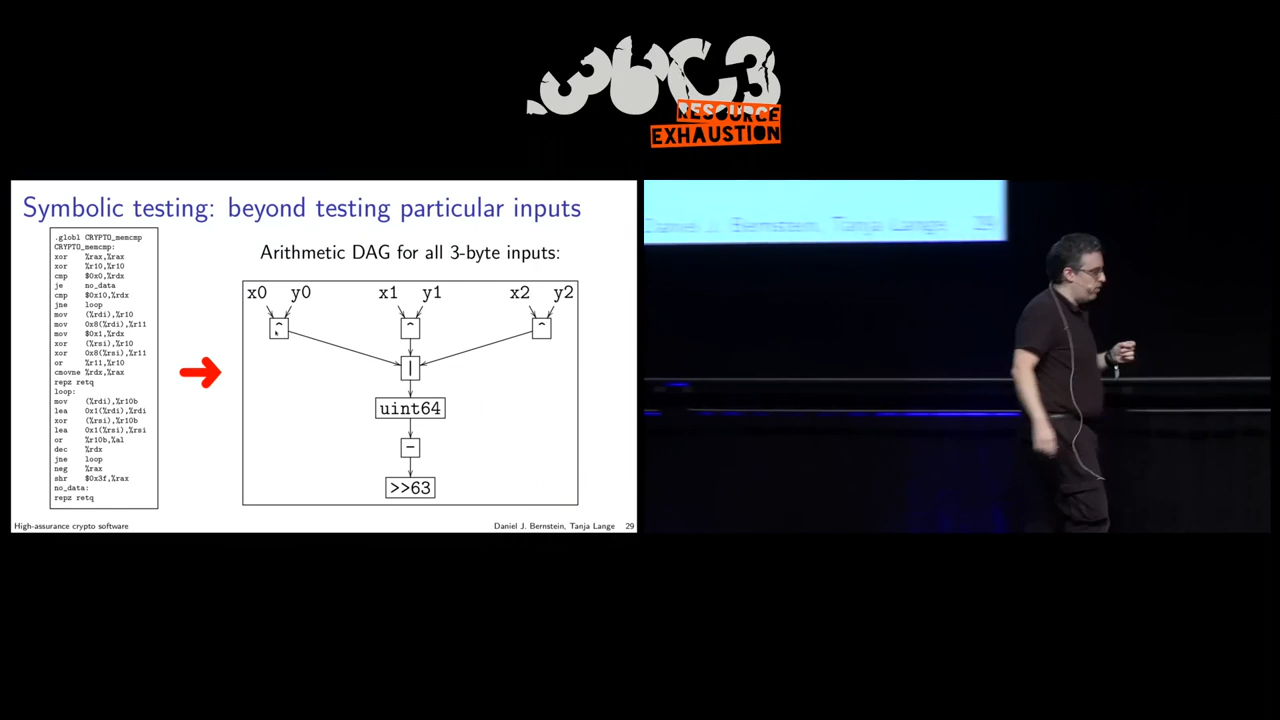 36C3
RESOURCE
EXHAUSTION
Symbolic testing: beyond testing particular inputs
.globl CRYPTO_memcmp
CRYPTO_memcmp:
xor %rax,%rax
xor %r10,%r10
cmp $0x0,%rdx
je no_data
cmp $0x10,%rdx
jne loop
mov (%rdi),%r10
mov 0x8(%rdi),%r11
mov $0x1,%rdx
xor (%rsi),%r10
xor 0x8(%rsi),%r11
or %r11,%r10
cmovne %rdx,%rax
repz retq
loop:
mov (%rdi),%r10b
lea 0x1(%rdi),%rdi
xor (%rsi),%r10b
lea 0x1(%rsi),%rsi
or %r10b,%al
dec %rdx
jne loop
neg %rax
shr $0x3f,%rax
no_data:
repz retq
Arithmetic DAG for all 3-byte inputs:
x0 y0 x1 y1 x2 y2
^ ^ ^
|
uint64
-
>>63
High-assurance crypto software
Daniel J. Bernstein, Tanja Lange 29
Daniel J. Bernstein, Tanja Lange 29